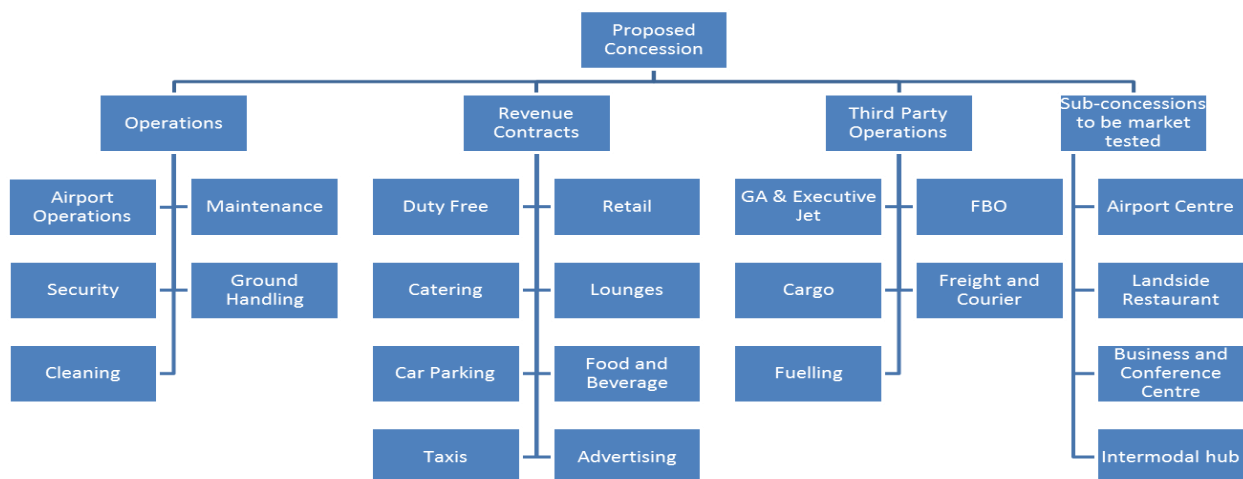 Proposed
Concession
Operations
Revenue
Contracts
Third Party
Operations
Sub-concessions
to be market
tested
Airport
Operations
Maintenance
Duty Free
Retail
GA & Executive
Jet
FBO
Airport Centre
Security
Ground
Handling
Catering
Lounges
Cargo
Freight and
Courier
Landside
Restaurant
Cleaning
Car Parking
Food and
Beverage
Fuelling
Business and
Conference
Centre
Taxis
Advertising
Intermodal hub